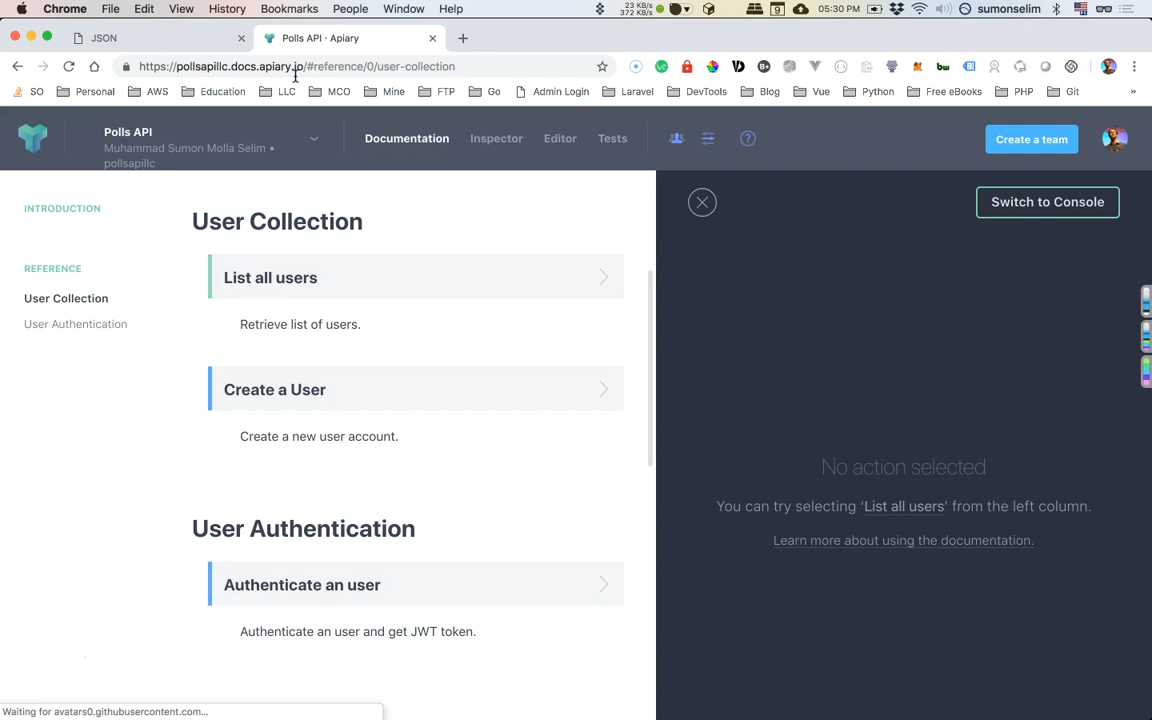 Chrome File Edit View History Bookmarks People Window Help 23 KB 372 KB/s 9 05:30 PM sumonselim
JSON Polls API · Apiary
https://pollsapillc.docs.apiary.io/#reference/0/user-collection
SO Personal AWS Education LLC MCO Mine FTP Go Admin Login Laravel DevTools Blog Vue Python Free eBooks PHP Git »
Polls API
Muhammad Sumon Molla Selim •
pollsapillc
Documentation Inspector Editor Tests
Create a team
INTRODUCTION
REFERENCE
User Collection
User Authentication
User Collection
List all users
Retrieve list of users.
Create a User
Create a new user account.
User Authentication
Authenticate an user
Authenticate an user and get JWT token.
Switch to Console
No action selected
You can try selecting ‘List all users’ from the left column.
Learn more about using the documentation.
Waiting for avatars0.githubusercontent.com...